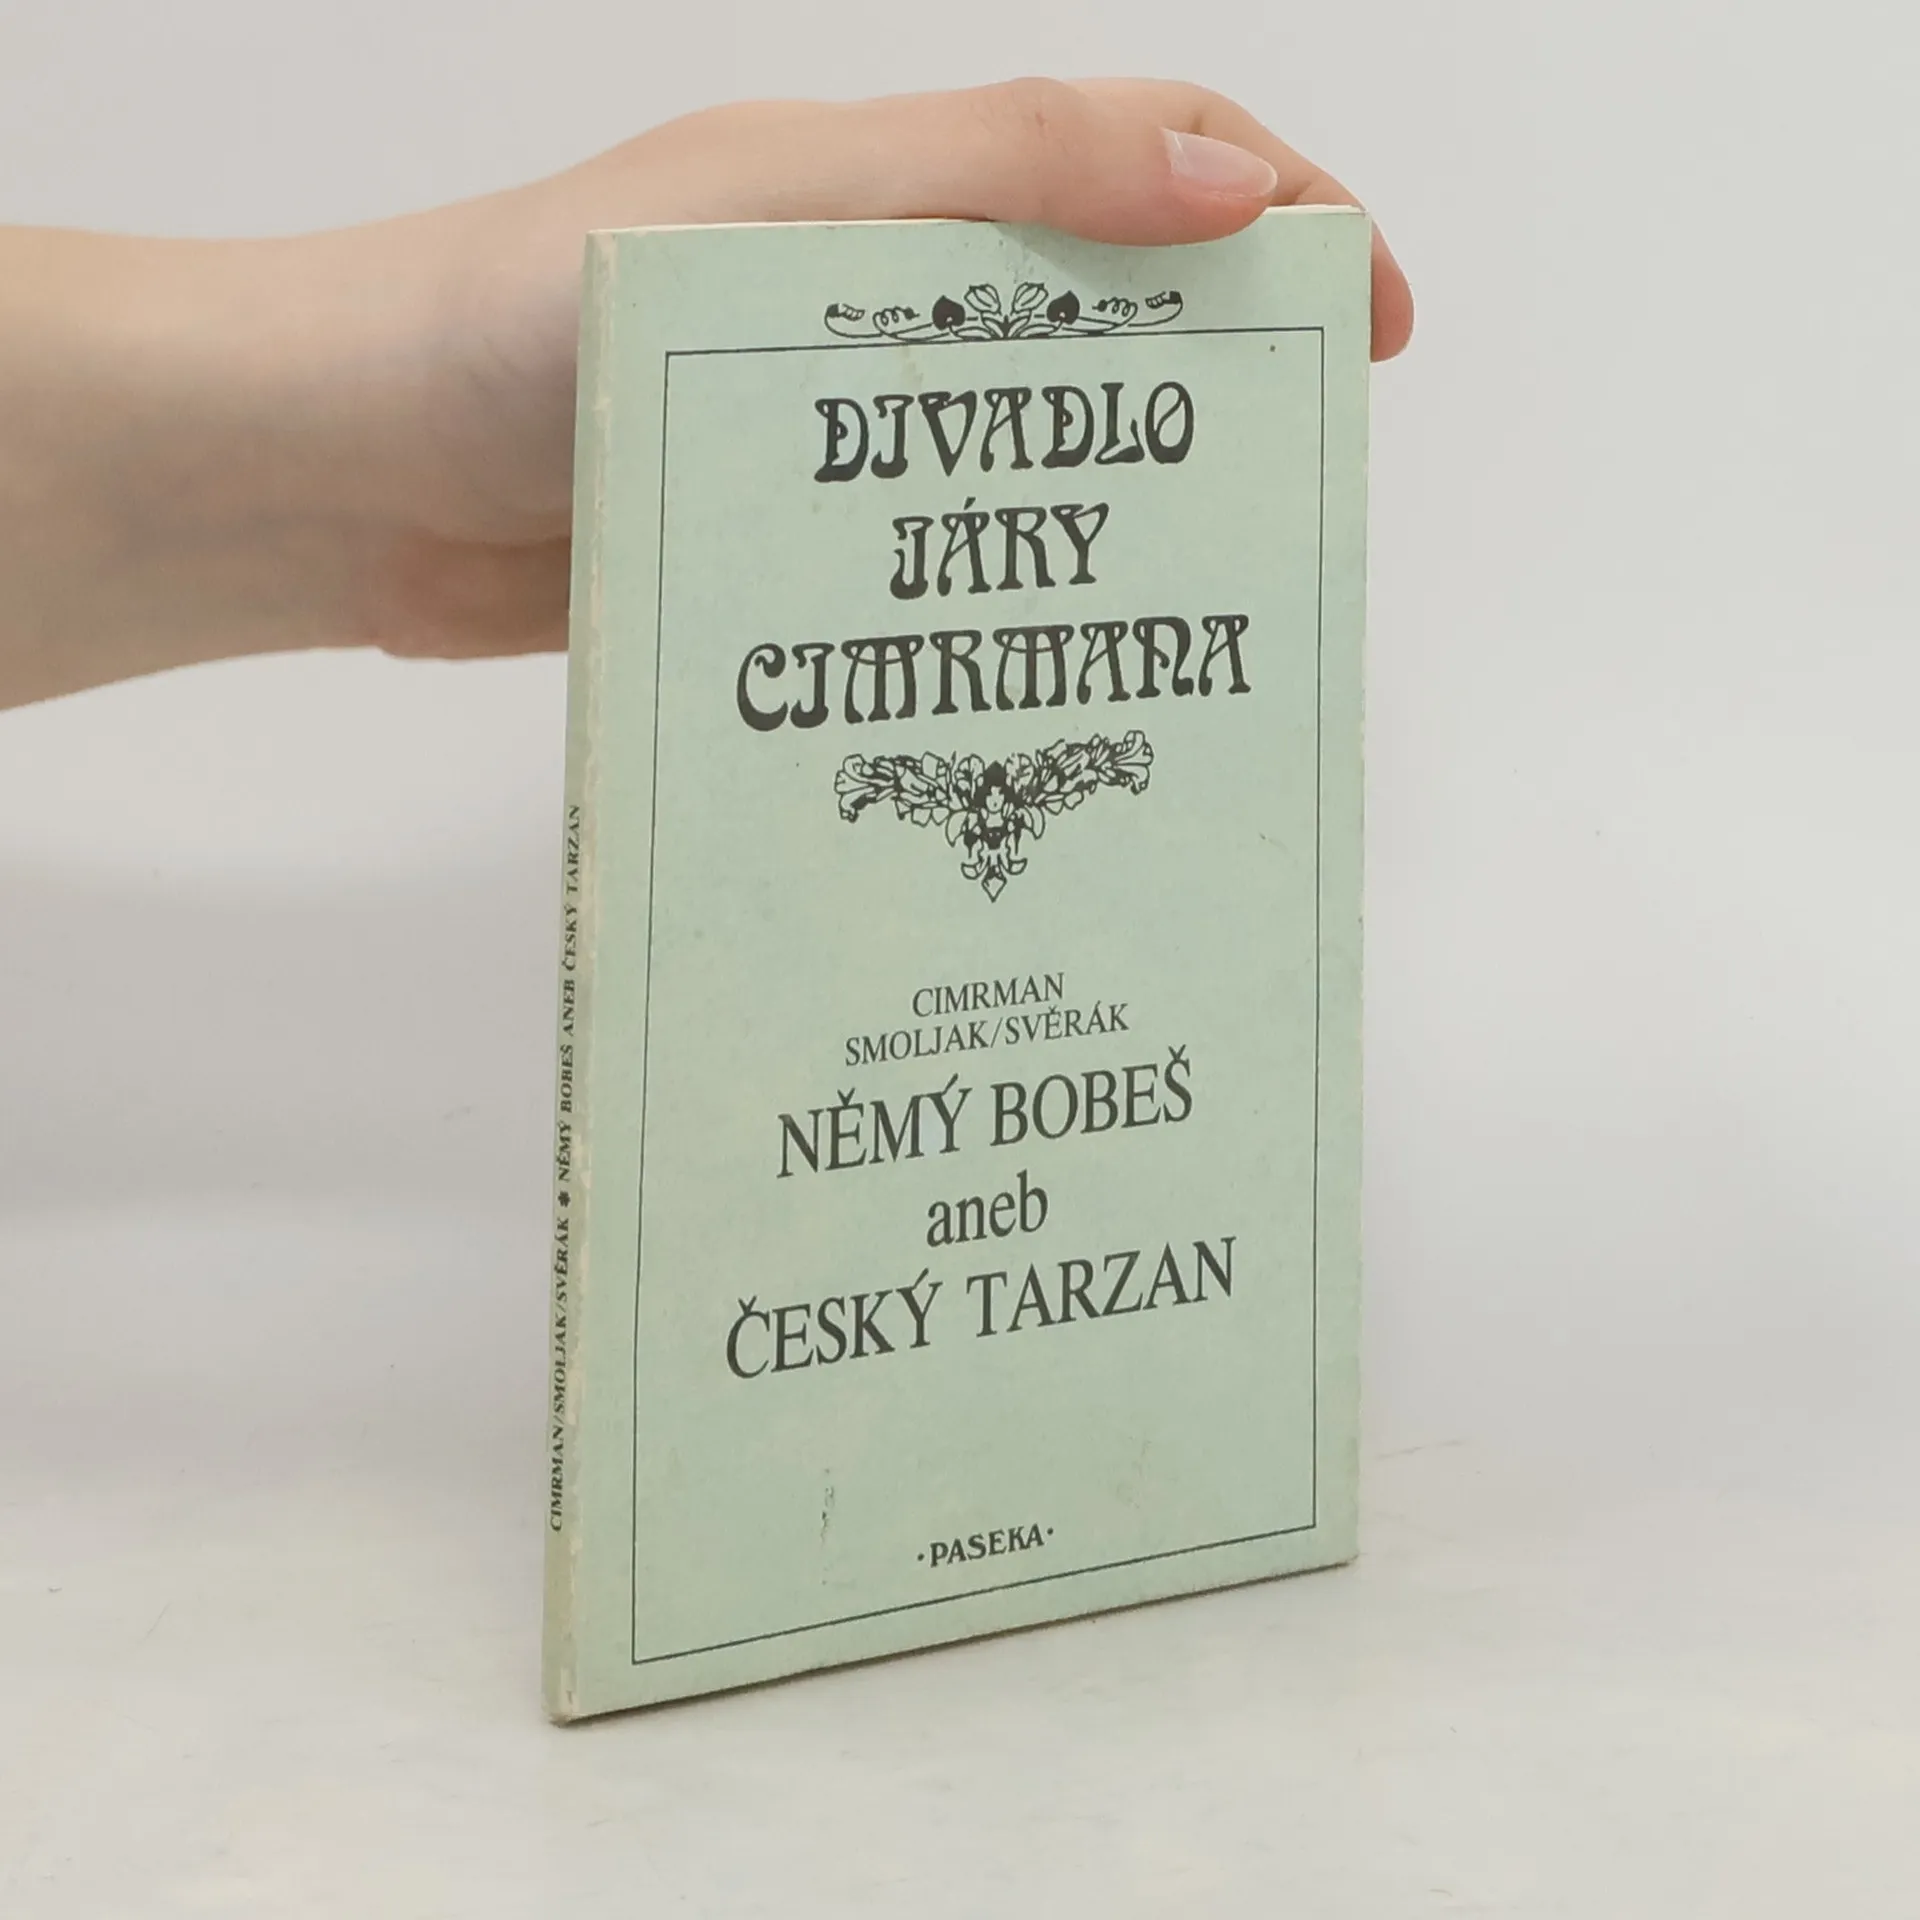 DIVADLO
JÁRY
CIMRMANA
CIMRMAN
SMOLJAK/SVĚRÁK
NĚMÝ BOBEŠ
aneb
ČESKÝ TARZAN
·PASEKA·
CIMRMAN/SMOLJAK/SVĚRÁK * NĚMÝ BOBEŠ ANEB ČESKÝ TARZAN